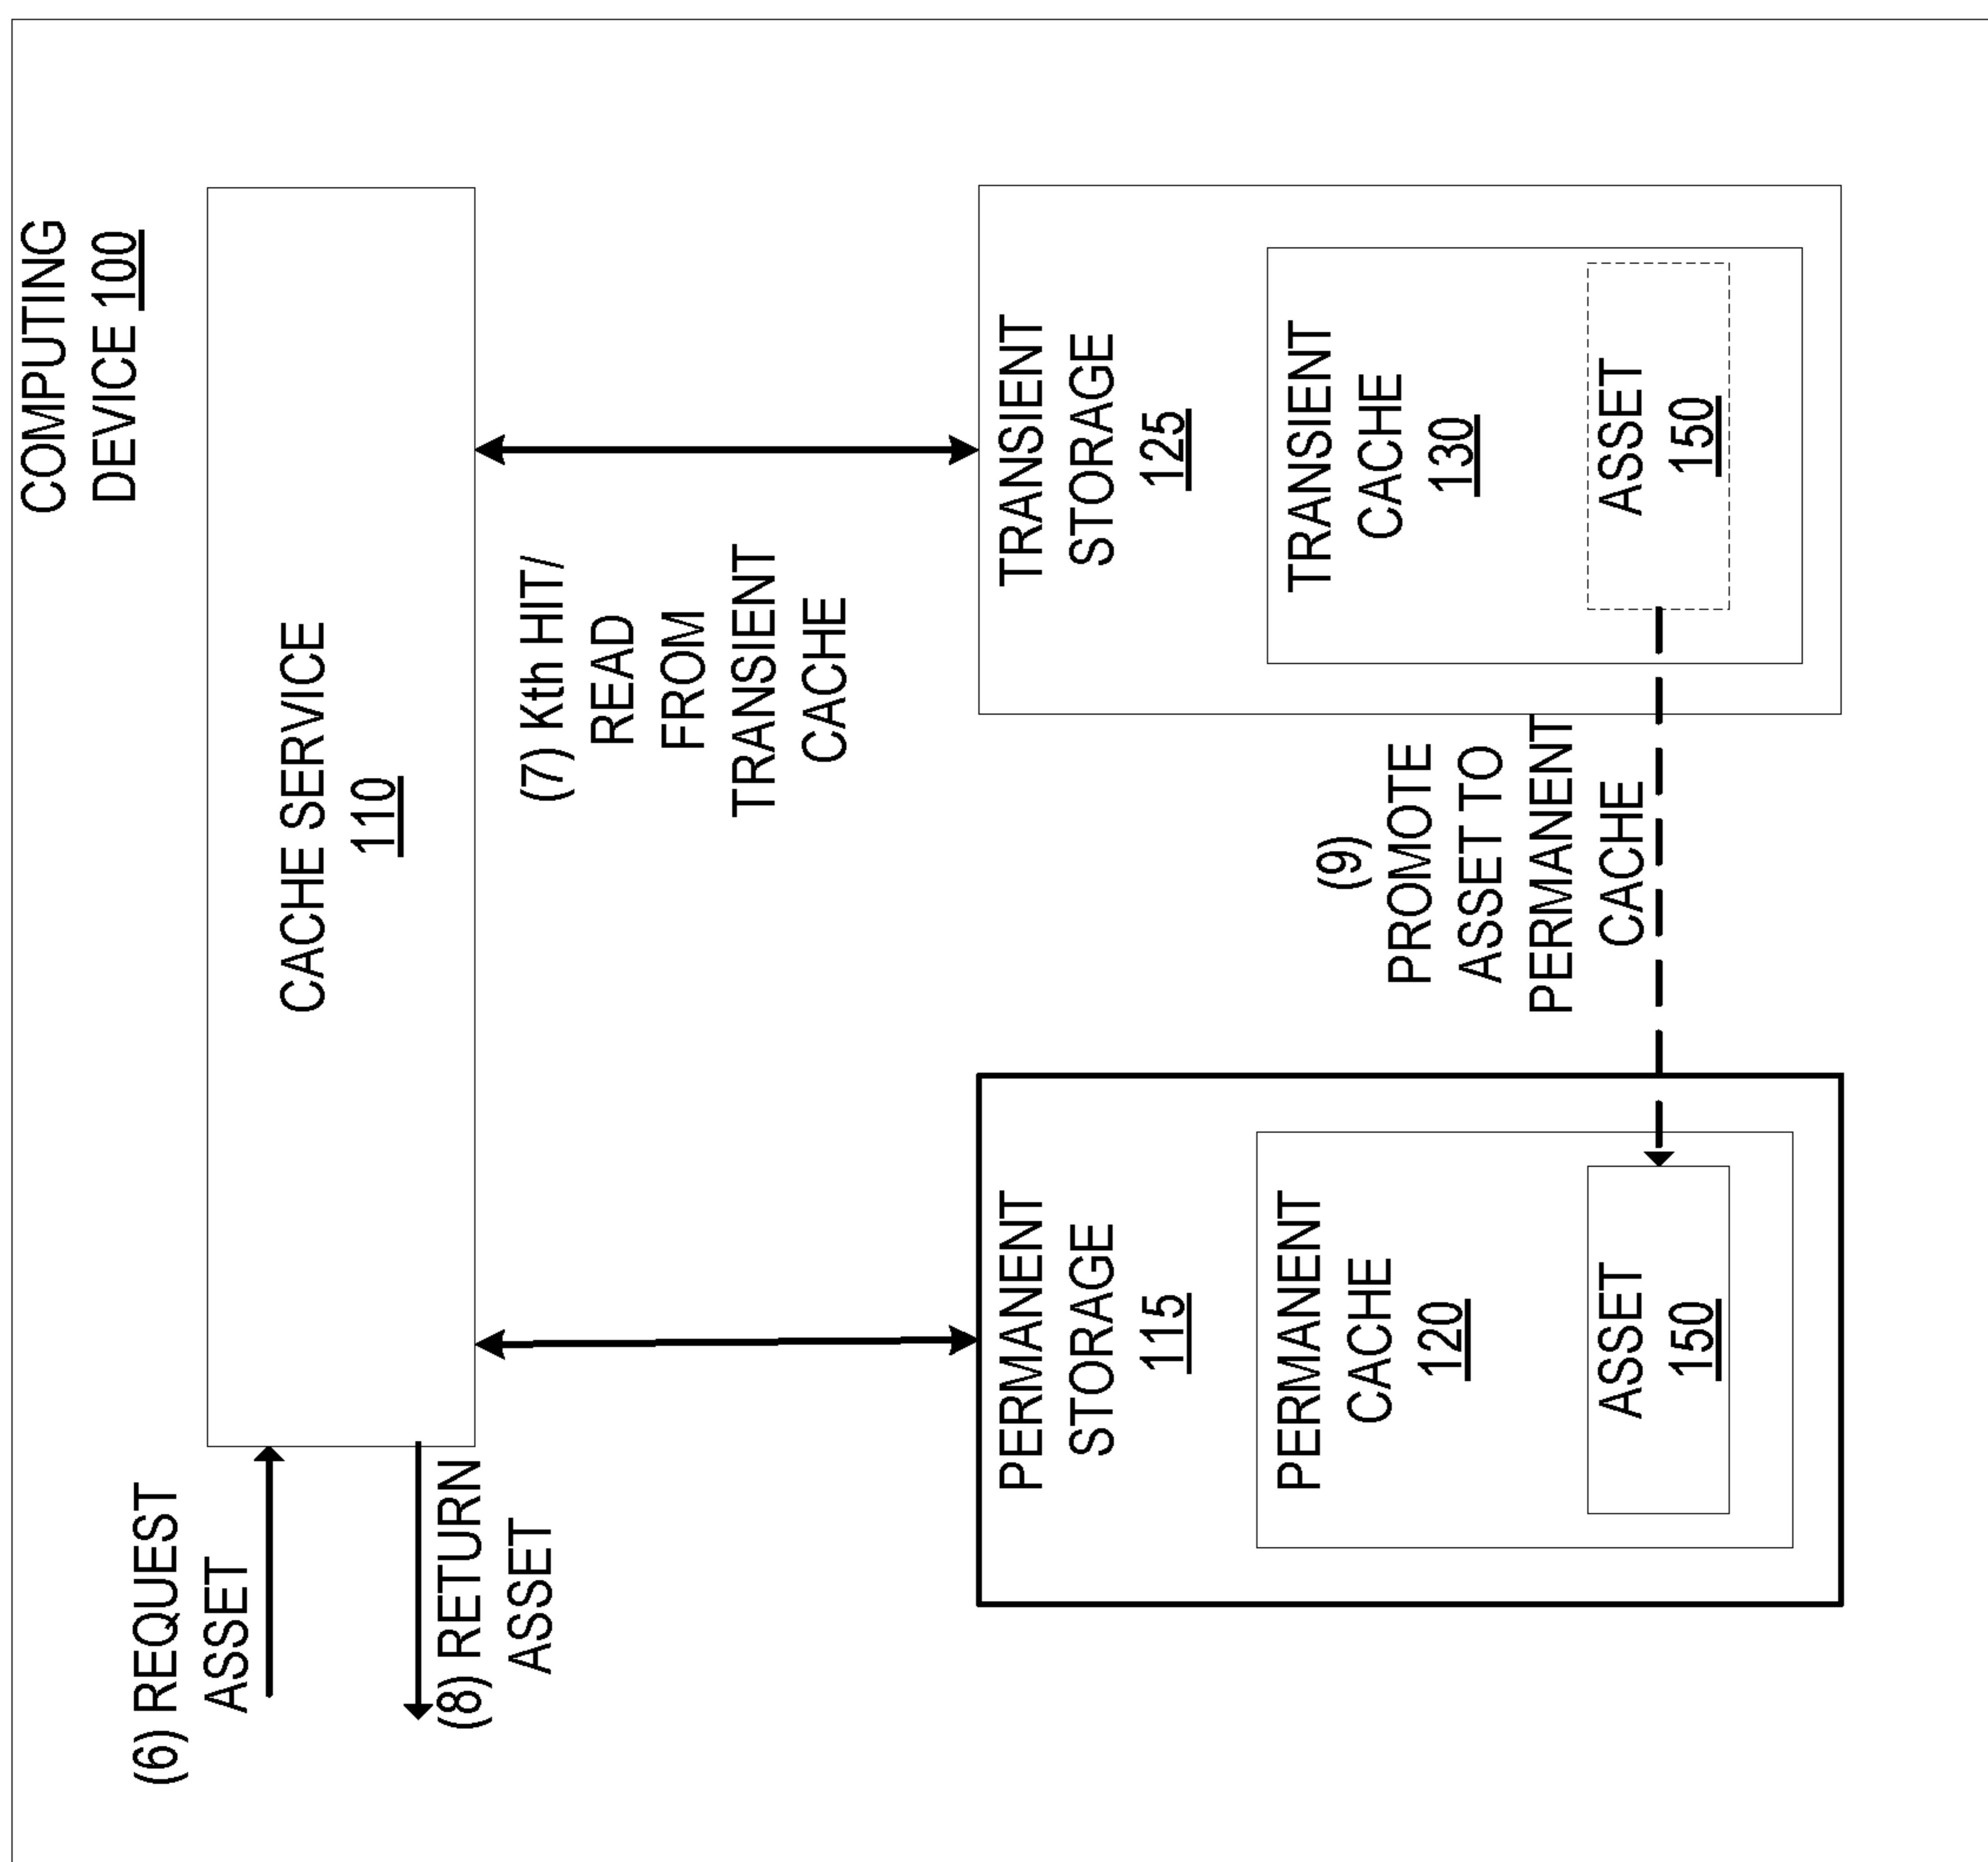 COMPUTING
DEVICE 100
(6) REQUEST
ASSET
CACHE SERVICE
110
(8) RETURN
ASSET
(7) Kth HIT/
READ
FROM
TRANSIENT
CACHE
PERMANENT
STORAGE
115
PERMANENT
CACHE
120
ASSET
150
(9)
PROMOTE
ASSET TO
PERMANENT
CACHE
TRANSIENT
STORAGE
125
TRANSIENT
CACHE
130
ASSET
150